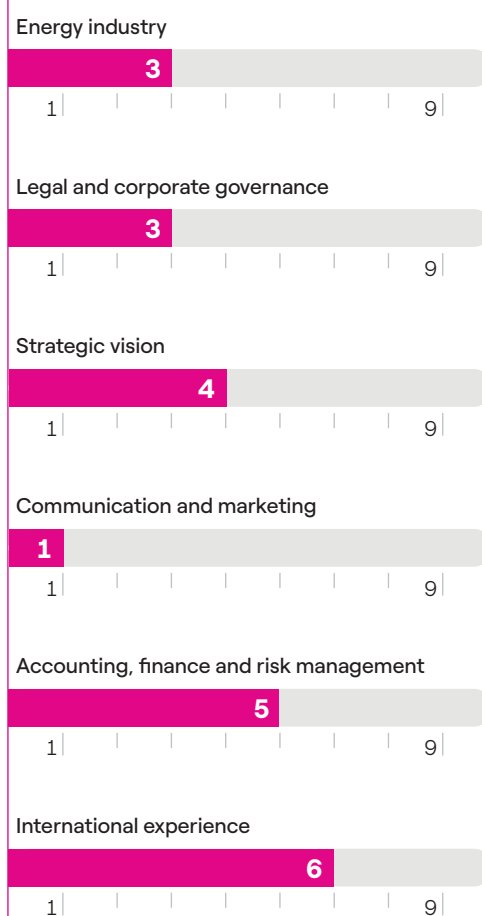 Energy industry
3
1 9
Legal and corporate governance
3
1 9
Strategic vision
4
1 9
Communication and marketing
1
1 9
Accounting, finance and risk management
5
1 9
International experience
6
1 9